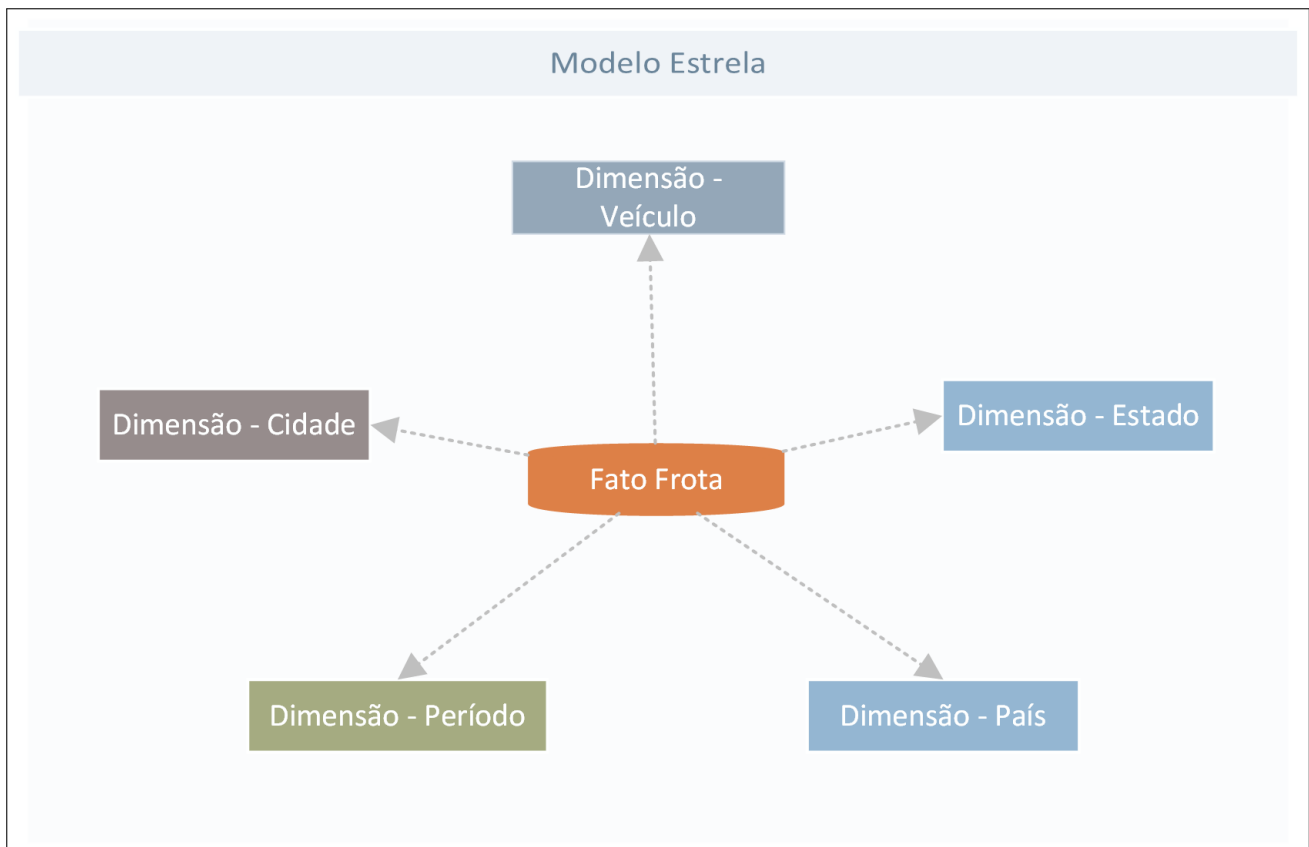 Modelo Estrela
Dimensão -
Veículo
Dimensão - Cidade
Dimensão - Estado
Fato Frota
Dimensão - Período
Dimensão - País